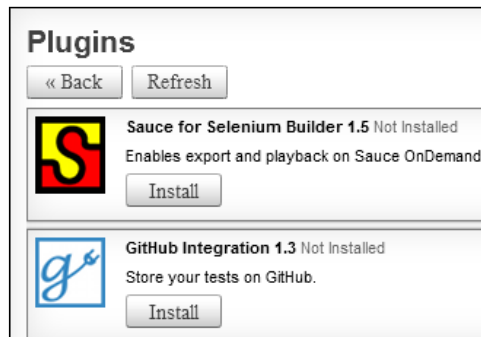 Plugins
« Back Refresh
Sauce for Selenium Builder 1.5 Not Installed
Enables export and playback on Sauce OnDemand
Install
GitHub Integration 1.3 Not Installed
Store your tests on GitHub.
Install